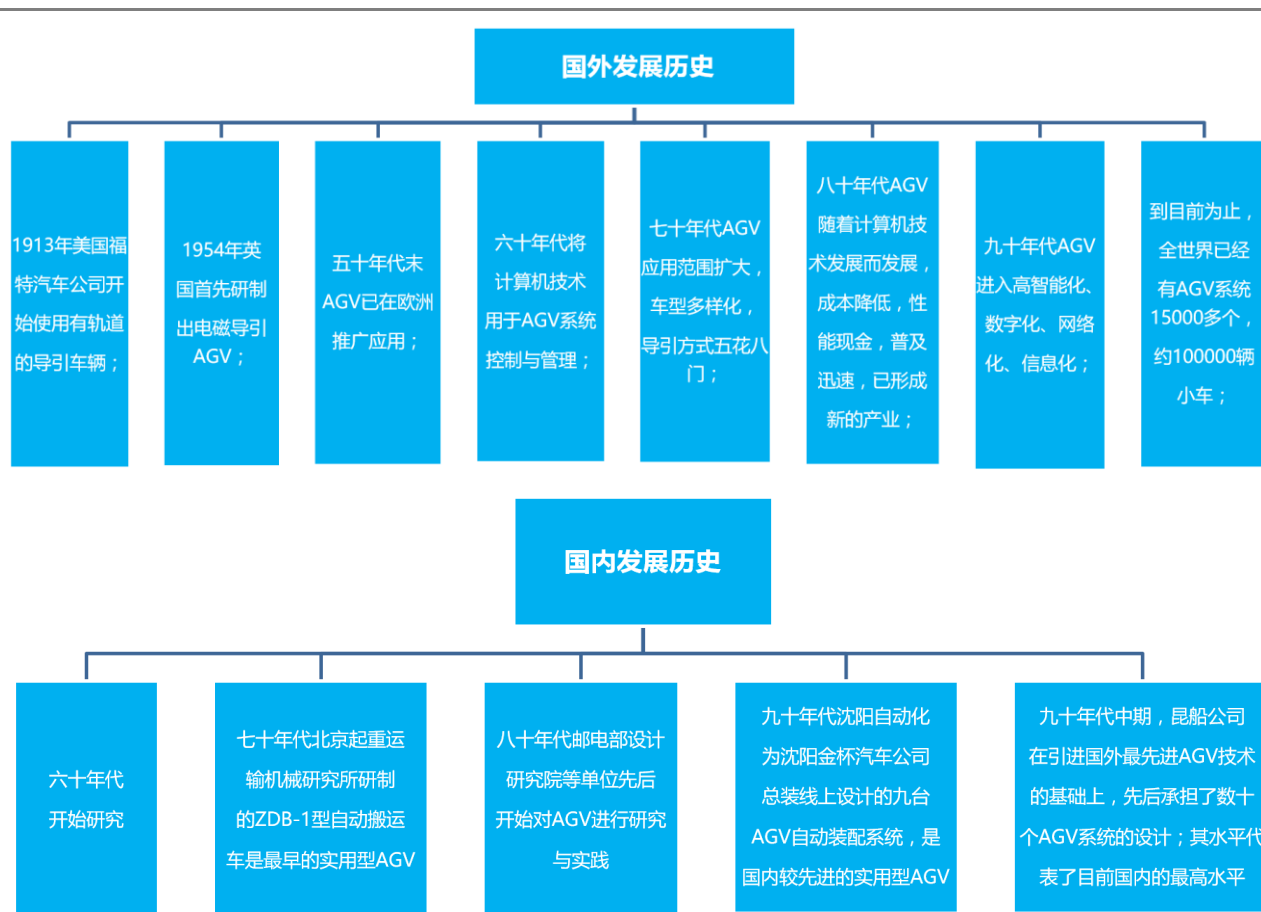 国外发展历史
1913年美国福
特汽车公司开
始使用有轨道
的导引车辆；
1954年英
国首先研制
出电磁导引
AGV；
五十年代末
AGV已在欧洲
推广应用；
六十年代将
计算机技术
用于AGV系统
控制与管理；
七十年代AGV
应用范围扩大，
车型多样化，
导引方式五花八
门；
八十年代AGV
随着计算机技
术发展而发展，
成本降低，性
能现金，普及
迅速，已形成
新的产业；
九十年代AGV
进入高智能化、
数字化、网络
化、信息化；
到目前为止，
全世界已经
有AGV系统
15000多个，
约100000辆
小车；
国内发展历史
六十年代
开始研究
七十年代北京起重运
输机械研究所研制
的ZDB-1型自动搬运
车是最早的实用型AGV
八十年代邮电部设计
研究院等单位先后
开始对AGV进行研究
与实践
九十年代沈阳自动化
为沈阳金杯汽车公司
总装线上设计的九台
AGV自动装配系统，是
国内较先进的实用型AGV
九十年代中期，昆船公司
在引进国外最先进AGV技术
的基础上，先后承担了数十
个AGV系统的设计；其水平代
表了目前国内的最高水平